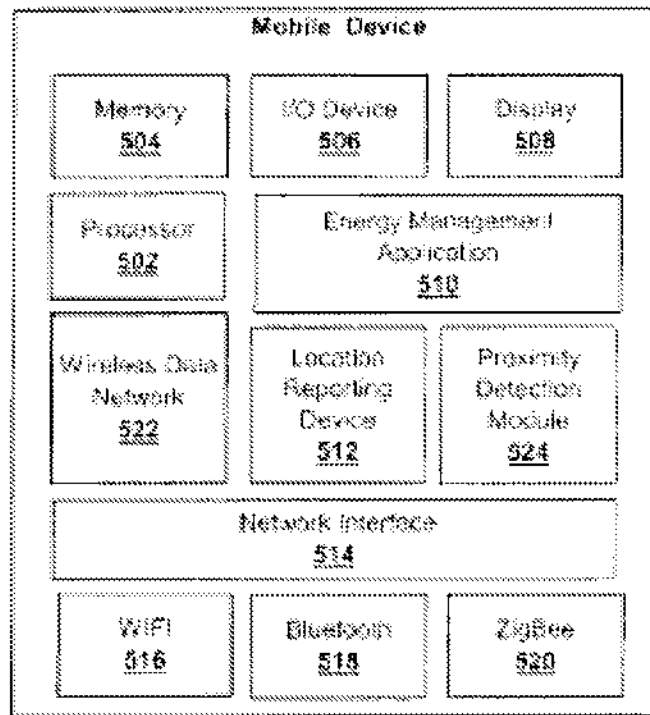 Mobile Device
Memory
504
I/O Device
506
Display
508
Processor
502
Energy Management
Application
510
Wireless Data
Network
522
Location
Reporting
Device
512
Proximity
Detection
Module
524
Network Interface
514
WIFI
516
Bluetooth
518
ZigBee
520